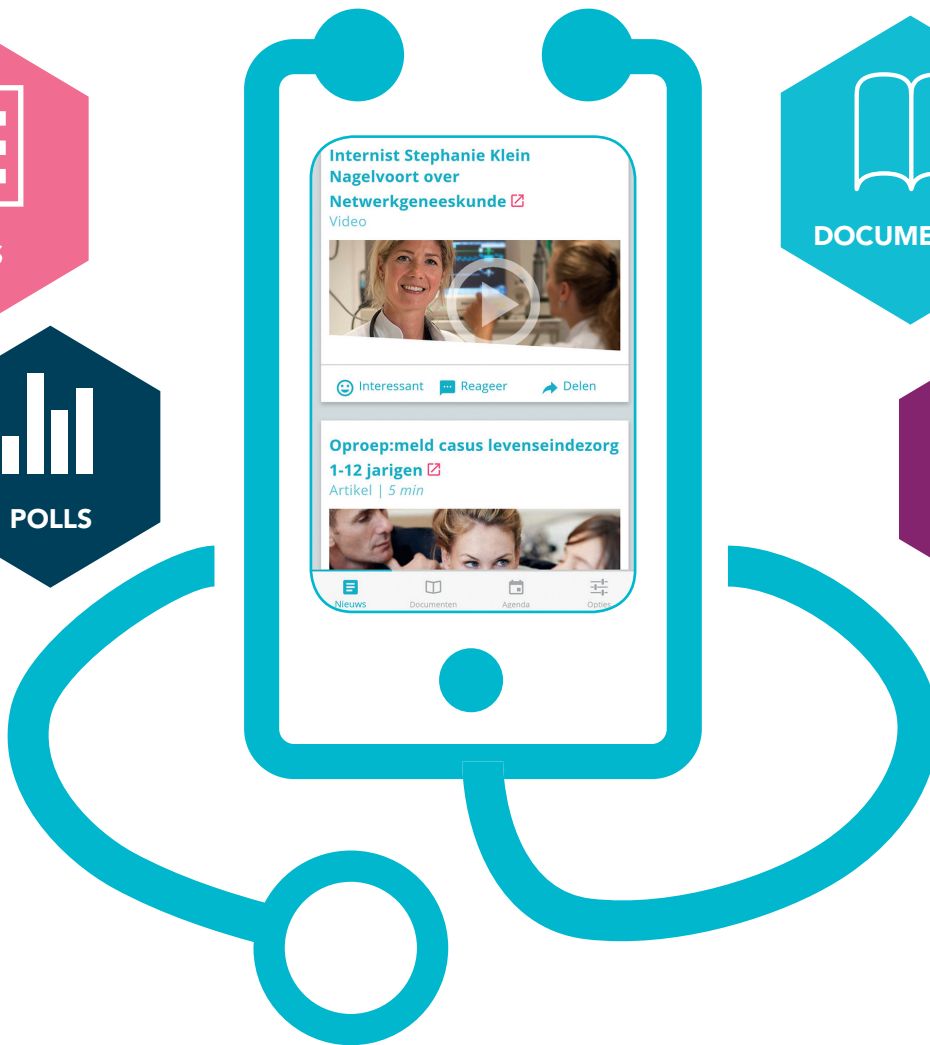 Internist Stephanie Klein
Nagelvoort over
Netwerkgeneeskunde
Video
Interessant
Reageer
Delen
Oproep:meld casus levenseindezorg
1-12 jarigen
Artikel | 5 min
Nieuws
Documenten
Agenda
Opties
S
DOCUME
POLLS